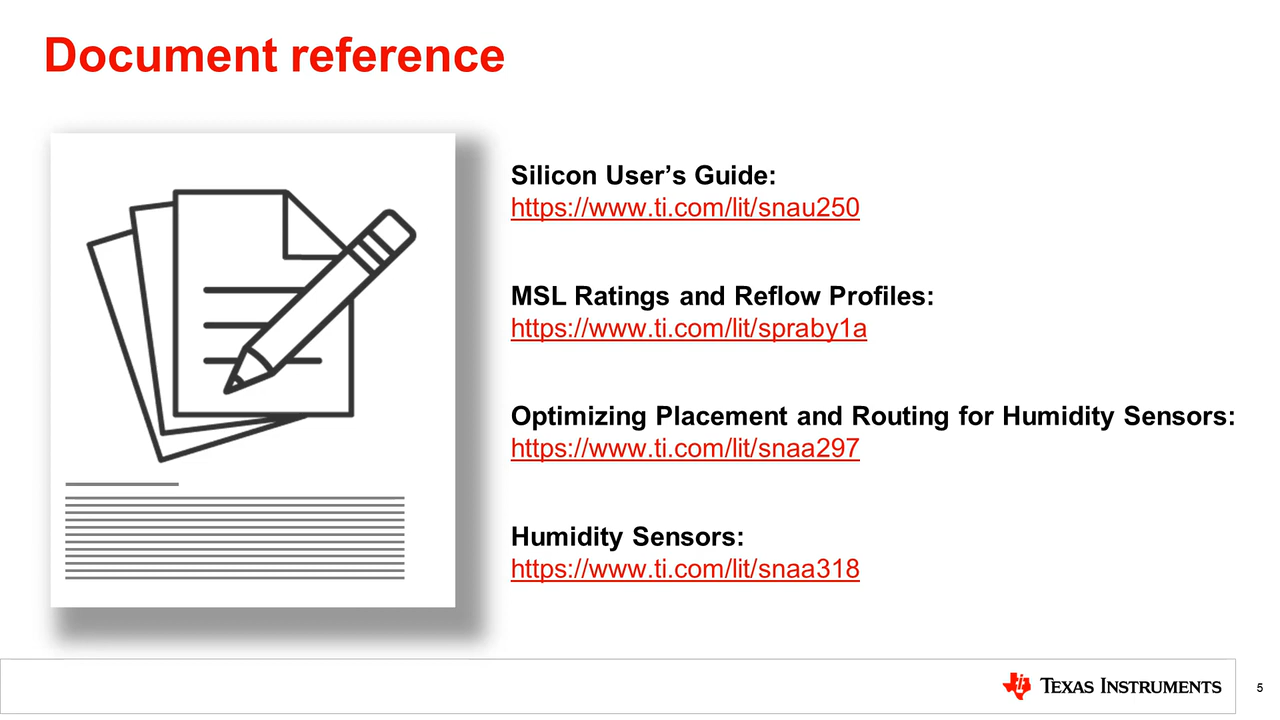 Document reference
Silicon User’s Guide:
https://www.ti.com/lit/snau250
MSL Ratings and Reflow Profiles:
https://www.ti.com/lit/spraby1a
Optimizing Placement and Routing for Humidity Sensors:
https://www.ti.com/lit/snaa297
Humidity Sensors:
https://www.ti.com/lit/snaa318
TEXAS INSTRUMENTS
5